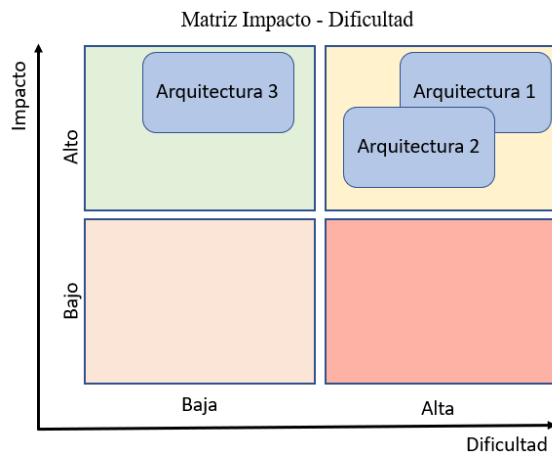 Matriz Impacto - Dificultad
Impacto
Alto
Arquitectura 3
Arquitectura 1
Arquitectura 2
Bajo
Baja
Alta
Dificultad